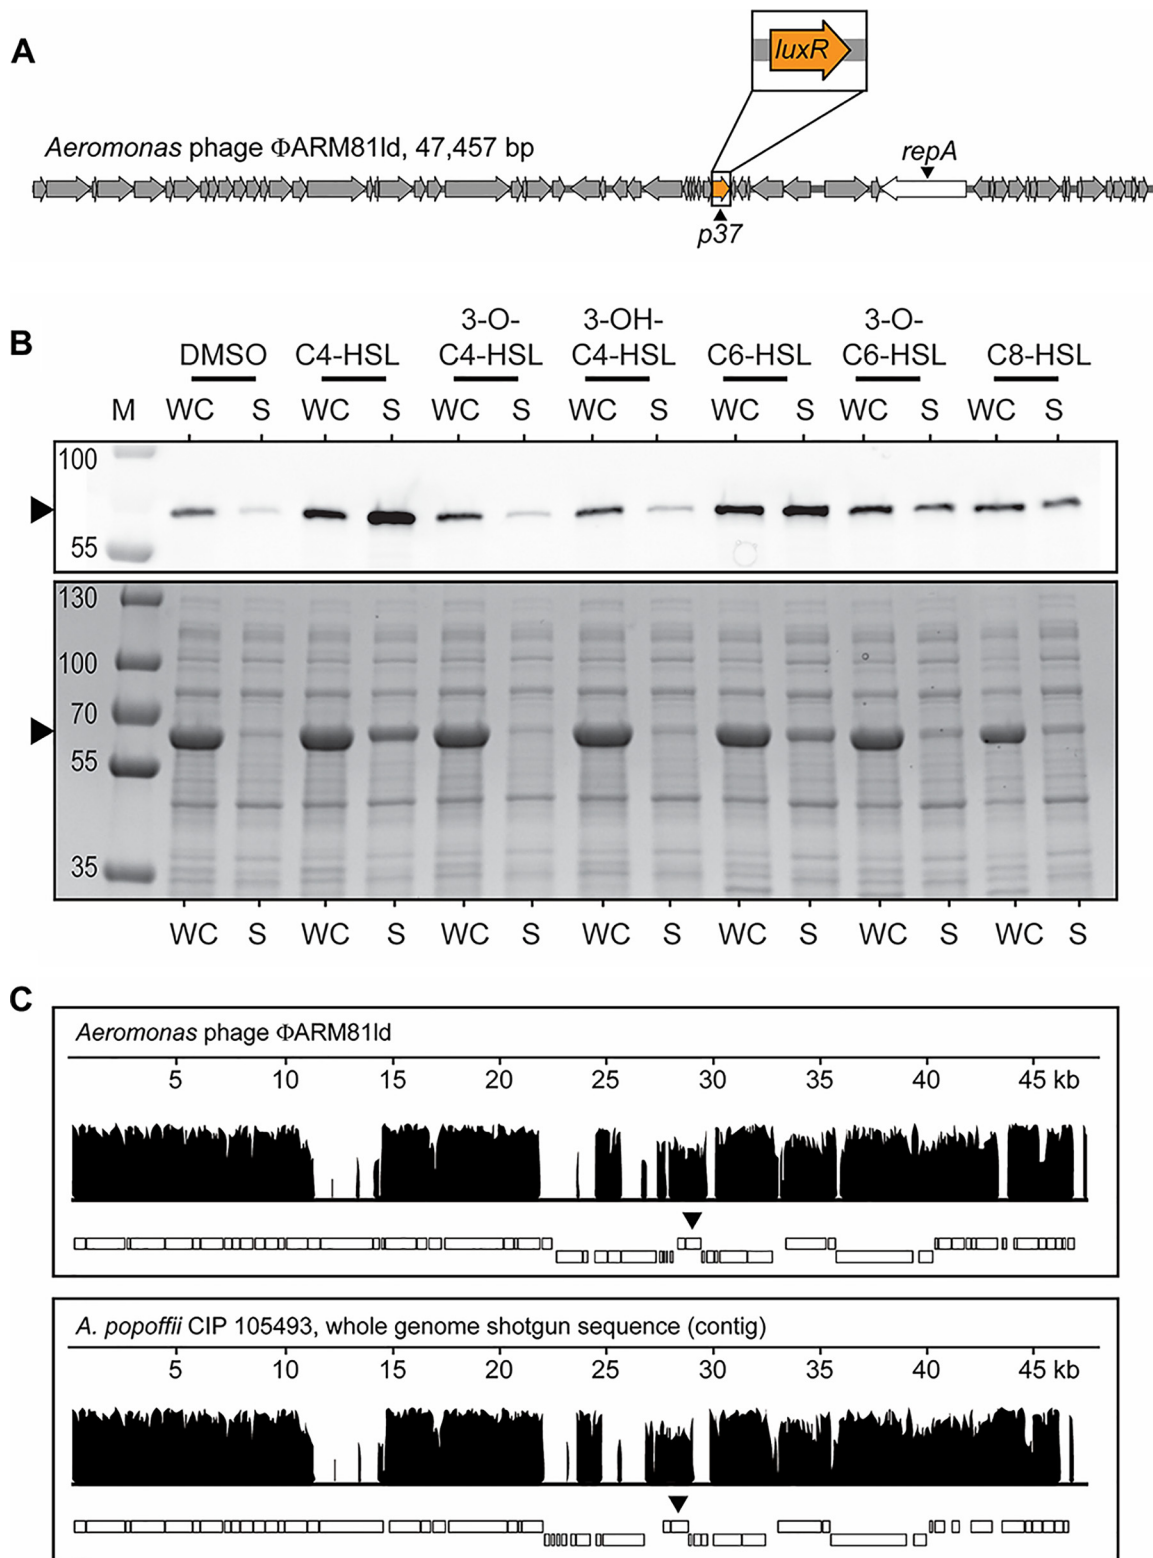 A
luxR
Aeromonas phage ΦARM81ld, 47,457 bp
repA
p37
B
3-O- 3-OH- 3-O-
DMSO C4-HSL C4-HSL C4-HSL C6-HSL C6-HSL C8-HSL
M WC S WC S WC S WC S WC S WC S WC S
100
55
130
100
70
55
35
WC S WC S WC S WC S WC S WC S WC S
C
Aeromonas phage ΦARM81ld
5 10 15 20 25 30 35 40 45 kb
A. popoffii CIP 105493, whole genome shotgun sequence (contig)
5 10 15 20 25 30 35 40 45 kb